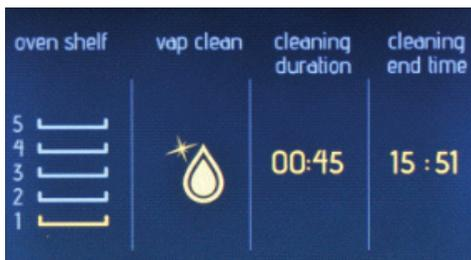 oven shelf
vap clean
cleaning
duration
cleaning
end time
5
4
3
2
1
00:45
15:51